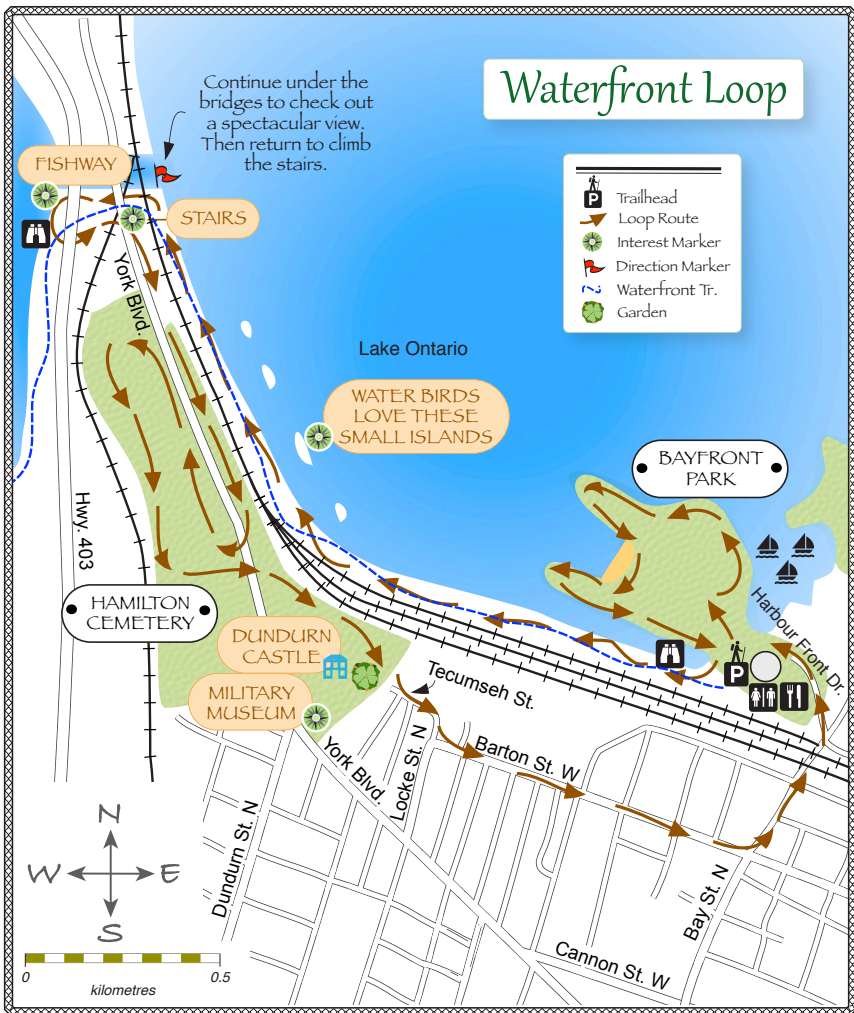 Waterfront Loop
Continue under the
bridges to check out
a spectacular view.
Then return to climb
the stairs.
FISHWAY
STAIRS
P
Trailhead
Loop Route
Interest Marker
Direction Marker
Waterfront Tr.
Garden
York Blvd.
Lake Ontario
WATER BIRDS
LOVE THESE
SMALL ISLANDS
BAYFRONT
PARK
Hwy. 403
HAMILTON
CEMETERY
Harbour Front Dr.
DUNDURN
CASTLE
P
MILITARY
MUSEUM
Tecumseh St.
Barton St. W
York Blvd.
Locke St. N
Dundurn St. N
Bay St. N
Cannon St. W
N
W
E
S
0
0.5
kilometres